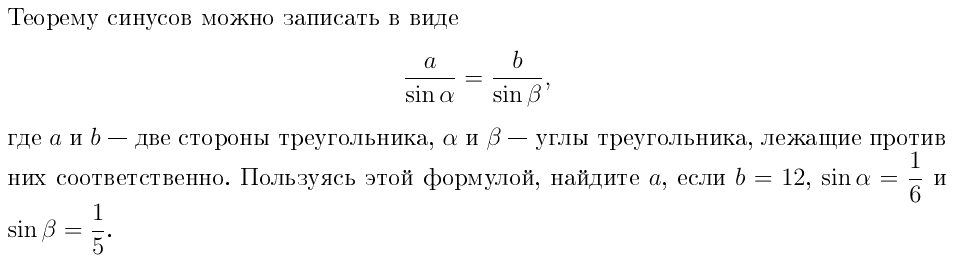 Теорему синусов можно записать в виде
a/sin α = b/sin β,
где a и b — две стороны треугольника, α и β — углы треугольника, лежащие против
них соответственно. Пользуясь этой формулой, найдите a, если b = 12, sin α = 1/6 и
sin β = 1/5.